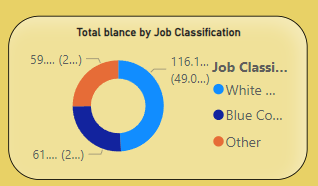 Total blance by Job Classification
59.... (2...)
116.1...
(49.0...)
61.... (2...)
Job Classi...
White ...
Blue Co...
Other